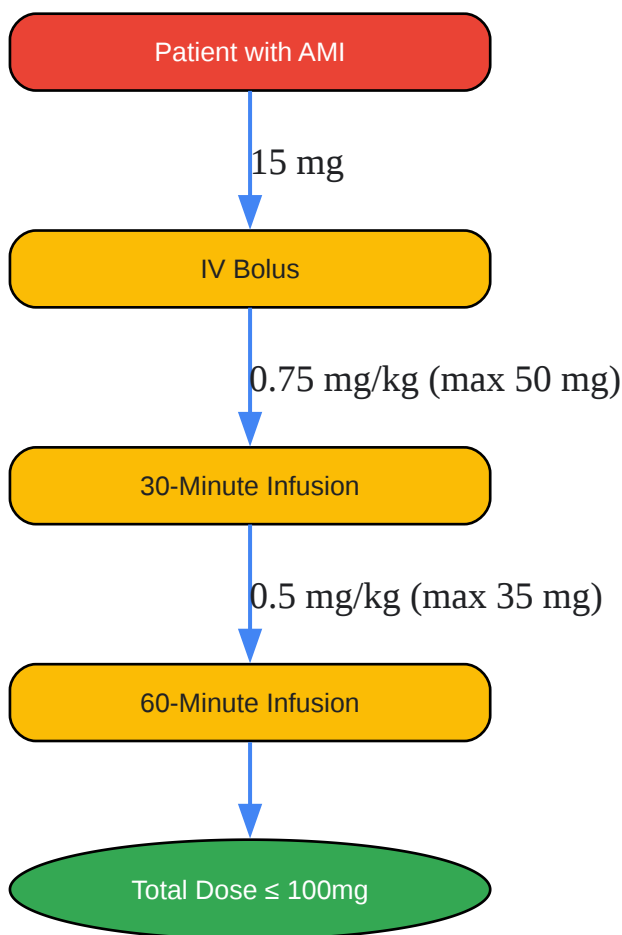 Patient with AMI
15 mg
IV Bolus
0.75 mg/kg (max 50 mg)
30-Minute Infusion
0.5 mg/kg (max 35 mg)
60-Minute Infusion
Total Dose ≤ 100mg